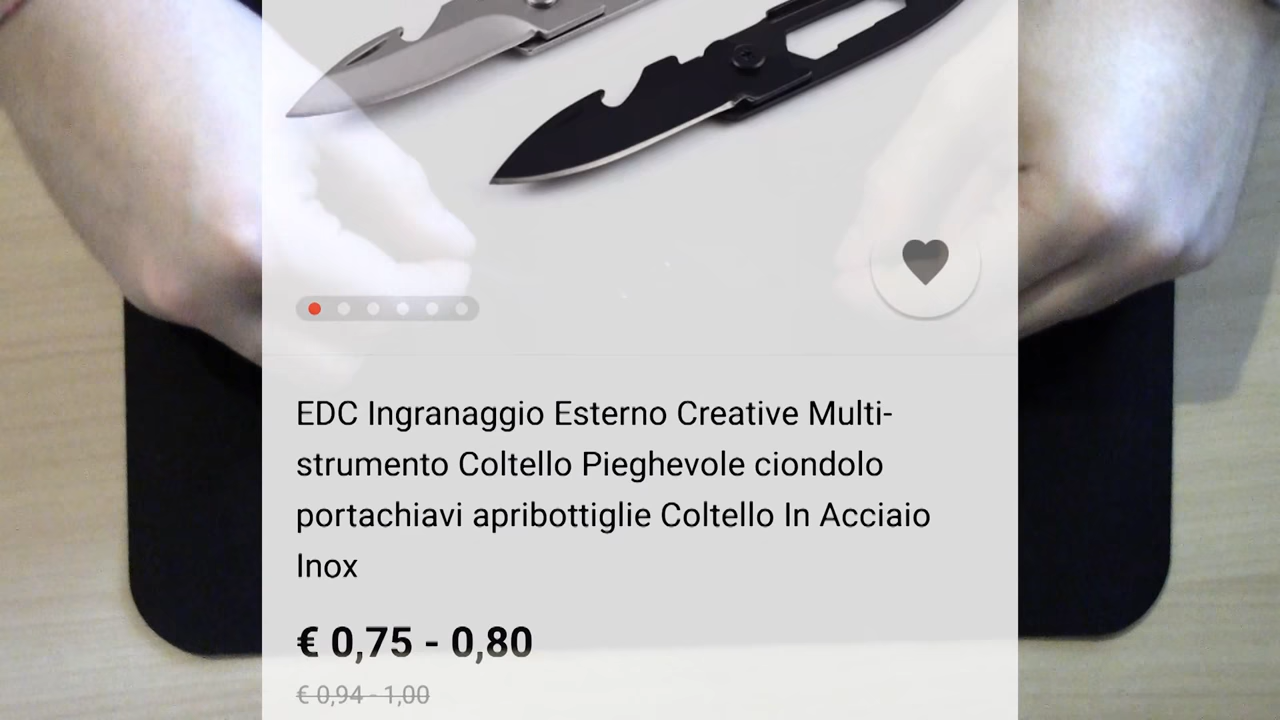 EDC Ingranaggio Esterno Creative Multi-
strumento Coltello Pieghevole ciondolo
portachiavi apribottiglie Coltello In Acciaio
Inox
€ 0,75 - 0,80
€ 0,94 - 1,00